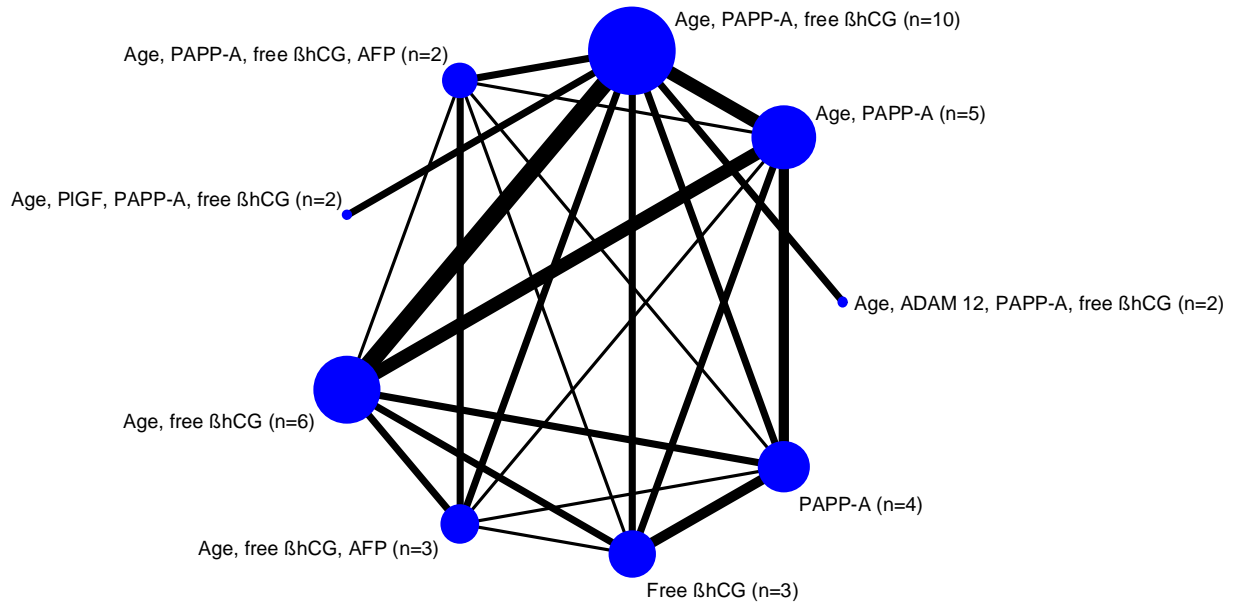 Age, PAPP-A, free ßhCG (n=10)
Age, PAPP-A, free ßhCG, AFP (n=2)
Age, PAPP-A (n=5)
Age, PlGF, PAPP-A, free ßhCG (n=2)
Age, ADAM 12, PAPP-A, free ßhCG (n=2)
Age, free ßhCG (n=6)
PAPP-A (n=4)
Age, free ßhCG, AFP (n=3)
Free ßhCG (n=3)